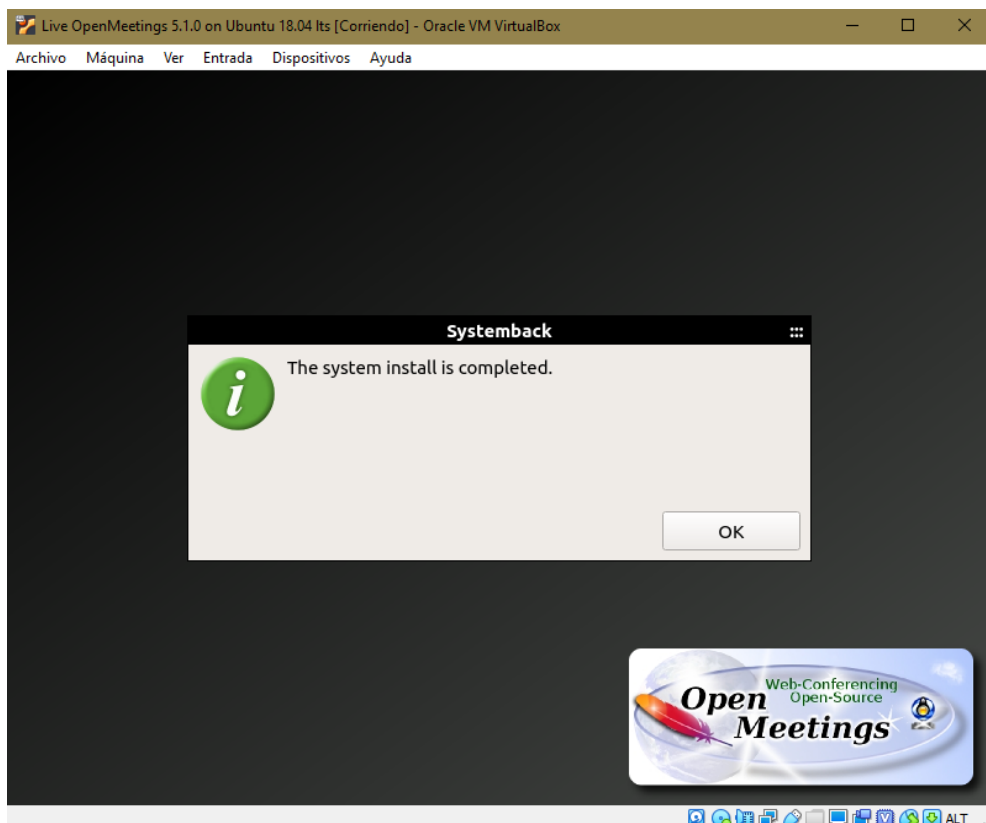 Live OpenMeetings 5.1.0 on Ubuntu 18.04 lts [Corriendo] - Oracle VM VirtualBox
Archivo Máquina Ver Entrada Dispositivos Ayuda
Systemback
The system install is completed.
OK
Web-Conferencing
Open-Source
Open
Meetings
ALT